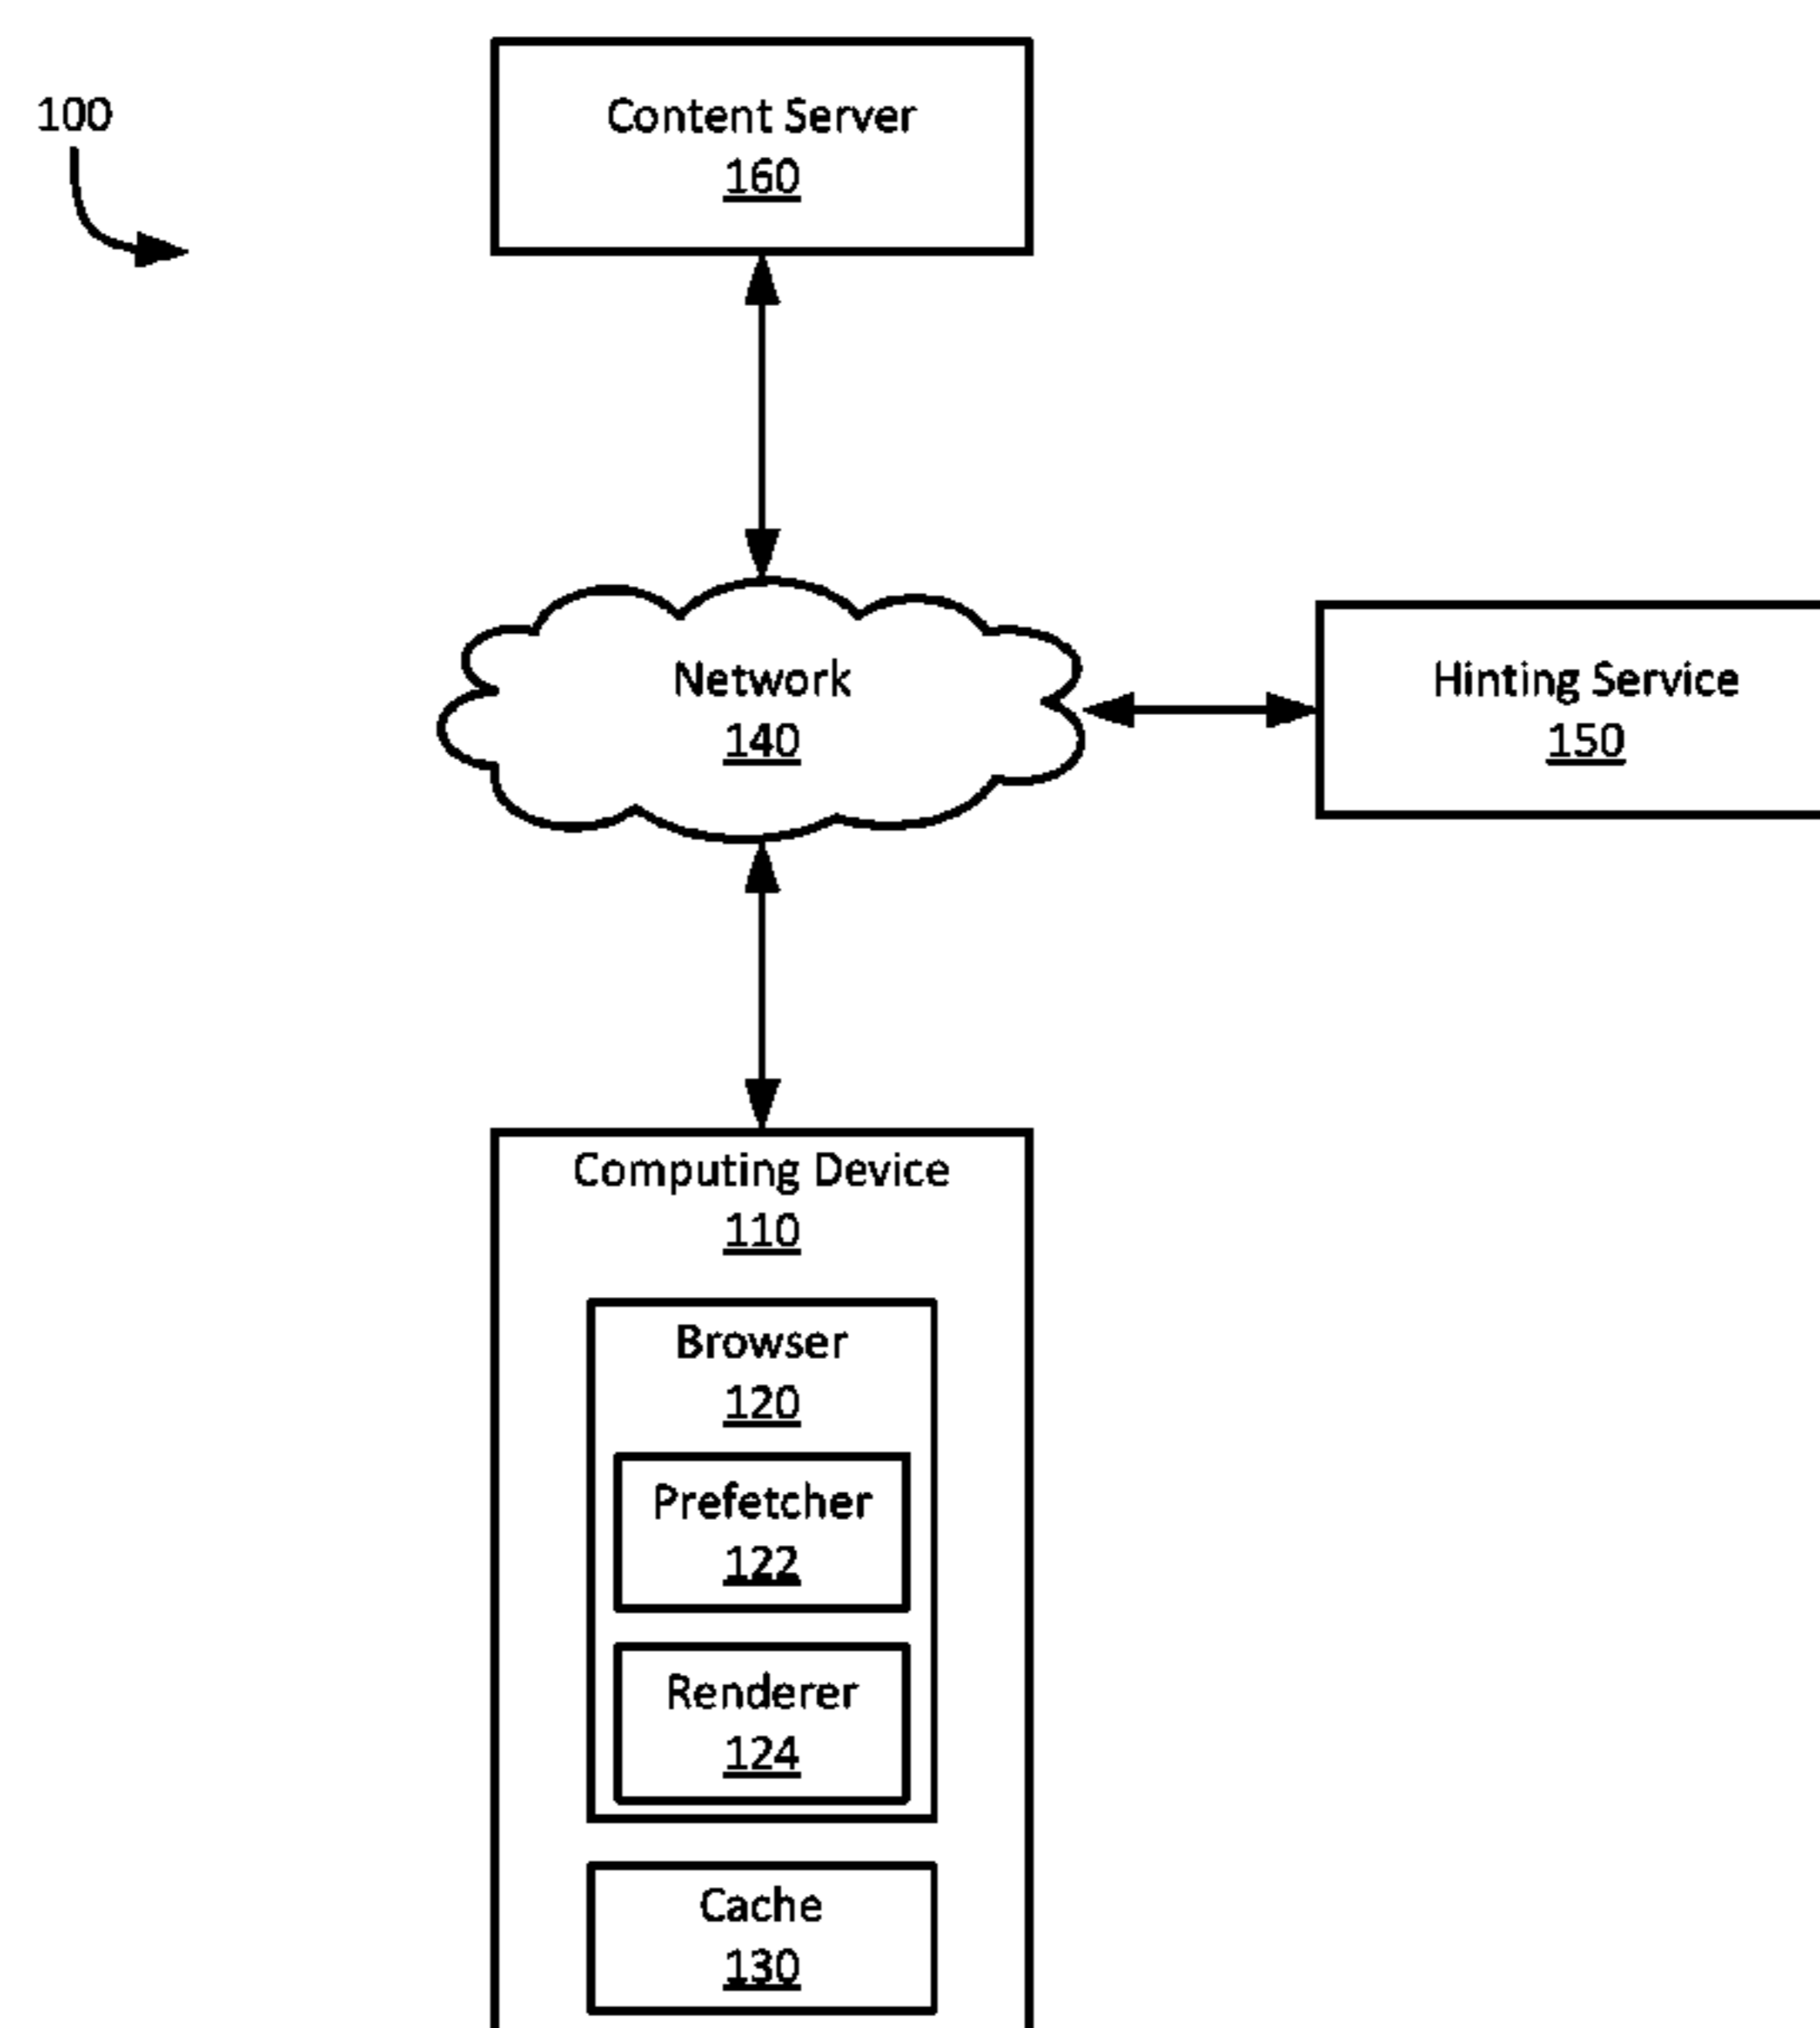 100
Content Server
160
Network
140
Hinting Service
150
Computing Device
110
Browser
120
Prefetcher
122
Renderer
124
Cache
130